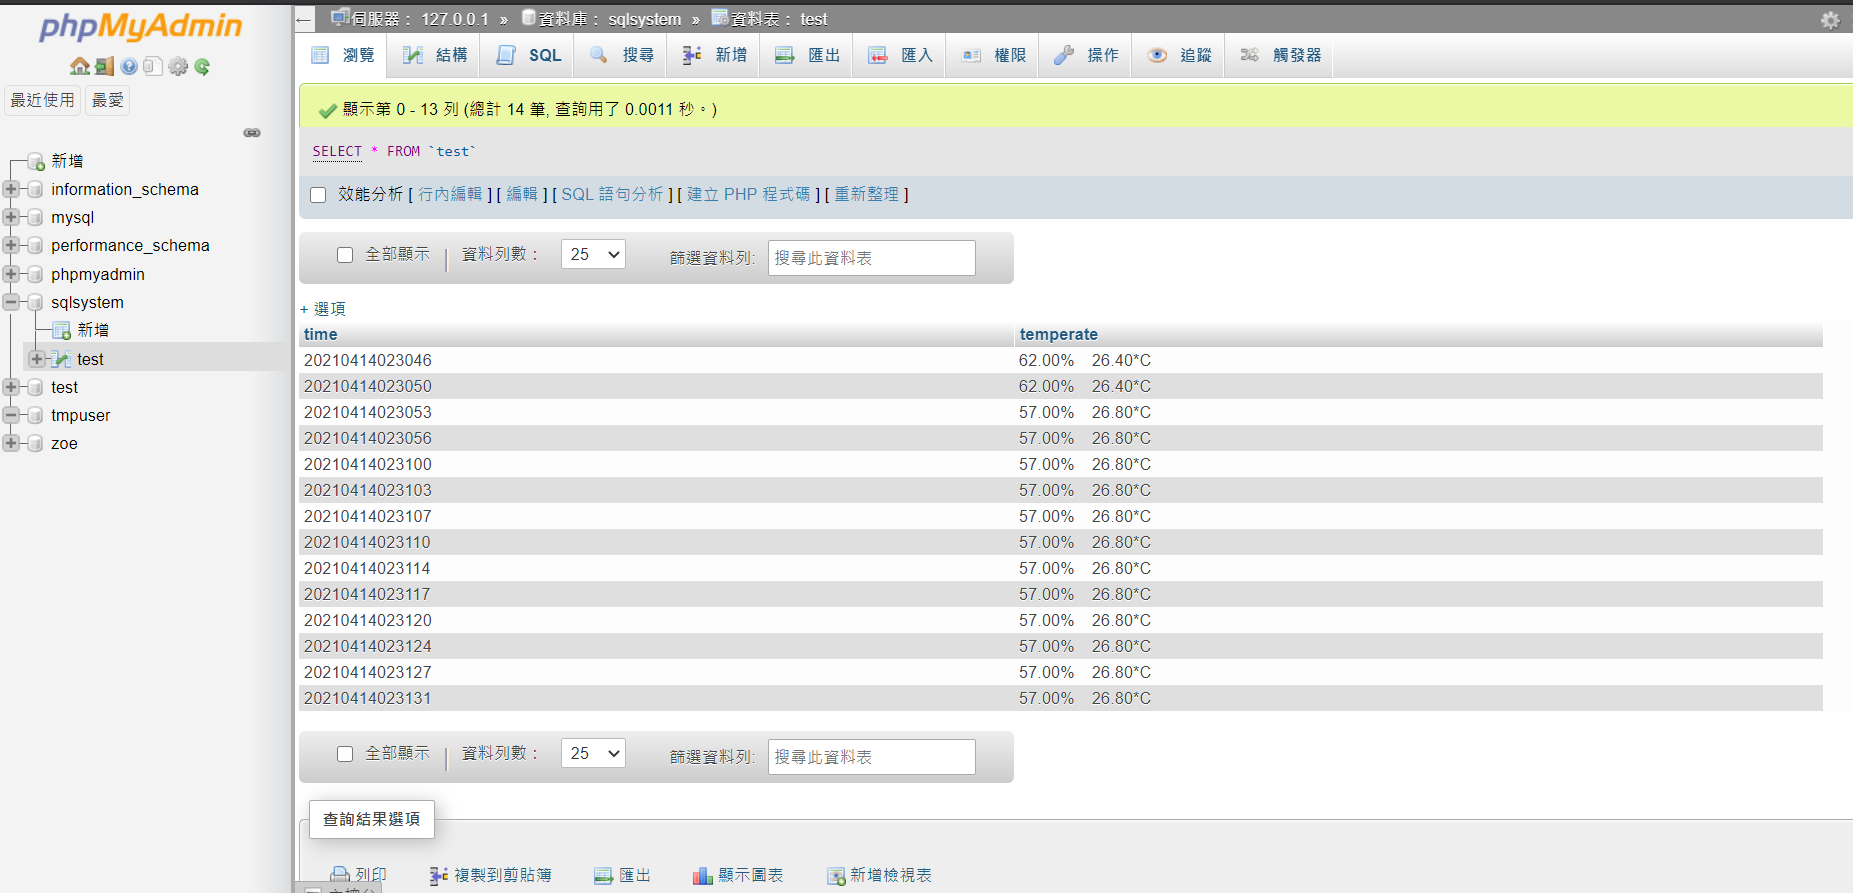 phpMyAdmin
最近使用 最愛
新增
information_schema
mysql
performance_schema
phpmyadmin
sqlsystem
新增
test
test
tmpuser
zoe
←伺服器： 127.0.0.1 » 資料庫： sqlsystem » 資料表： test
瀏覽 結構 SQL 搜尋 新增 匯出 匯入 權限 操作 追蹤 觸發器
顯示第 0 - 13 列 (總計 14 筆, 查詢用了 0.0011 秒。)
SELECT * FROM `test`
效能分析 [ 行內編輯 ] [ 編輯 ] [ SQL 語句分析 ] [ 建立 PHP 程式碼 ] [ 重新整理 ]
全部顯示 | 資料列數： 25 篩選資料列: 搜尋此資料表
+ 選項
time temperate
20210414023046 62.00% 26.40*C
20210414023050 62.00% 26.40*C
20210414023053 57.00% 26.80*C
20210414023056 57.00% 26.80*C
20210414023100 57.00% 26.80*C
20210414023103 57.00% 26.80*C
20210414023107 57.00% 26.80*C
20210414023110 57.00% 26.80*C
20210414023114 57.00% 26.80*C
20210414023117 57.00% 26.80*C
20210414023120 57.00% 26.80*C
20210414023124 57.00% 26.80*C
20210414023127 57.00% 26.80*C
20210414023131 57.00% 26.80*C
全部顯示 | 資料列數： 25 篩選資料列: 搜尋此資料表
查詢結果選項
列印 複製到剪貼簿 匯出 顯示圖表 新增檢視表